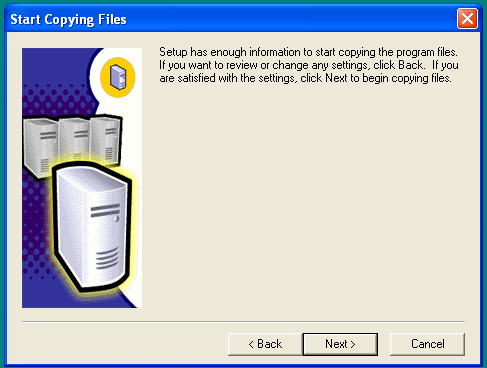 Start Copying Files
Setup has enough information to start copying the program files.
If you want to review or change any settings, click Back. If you
are satisfied with the settings, click Next to begin copying files.
< Back
Next >
Cancel